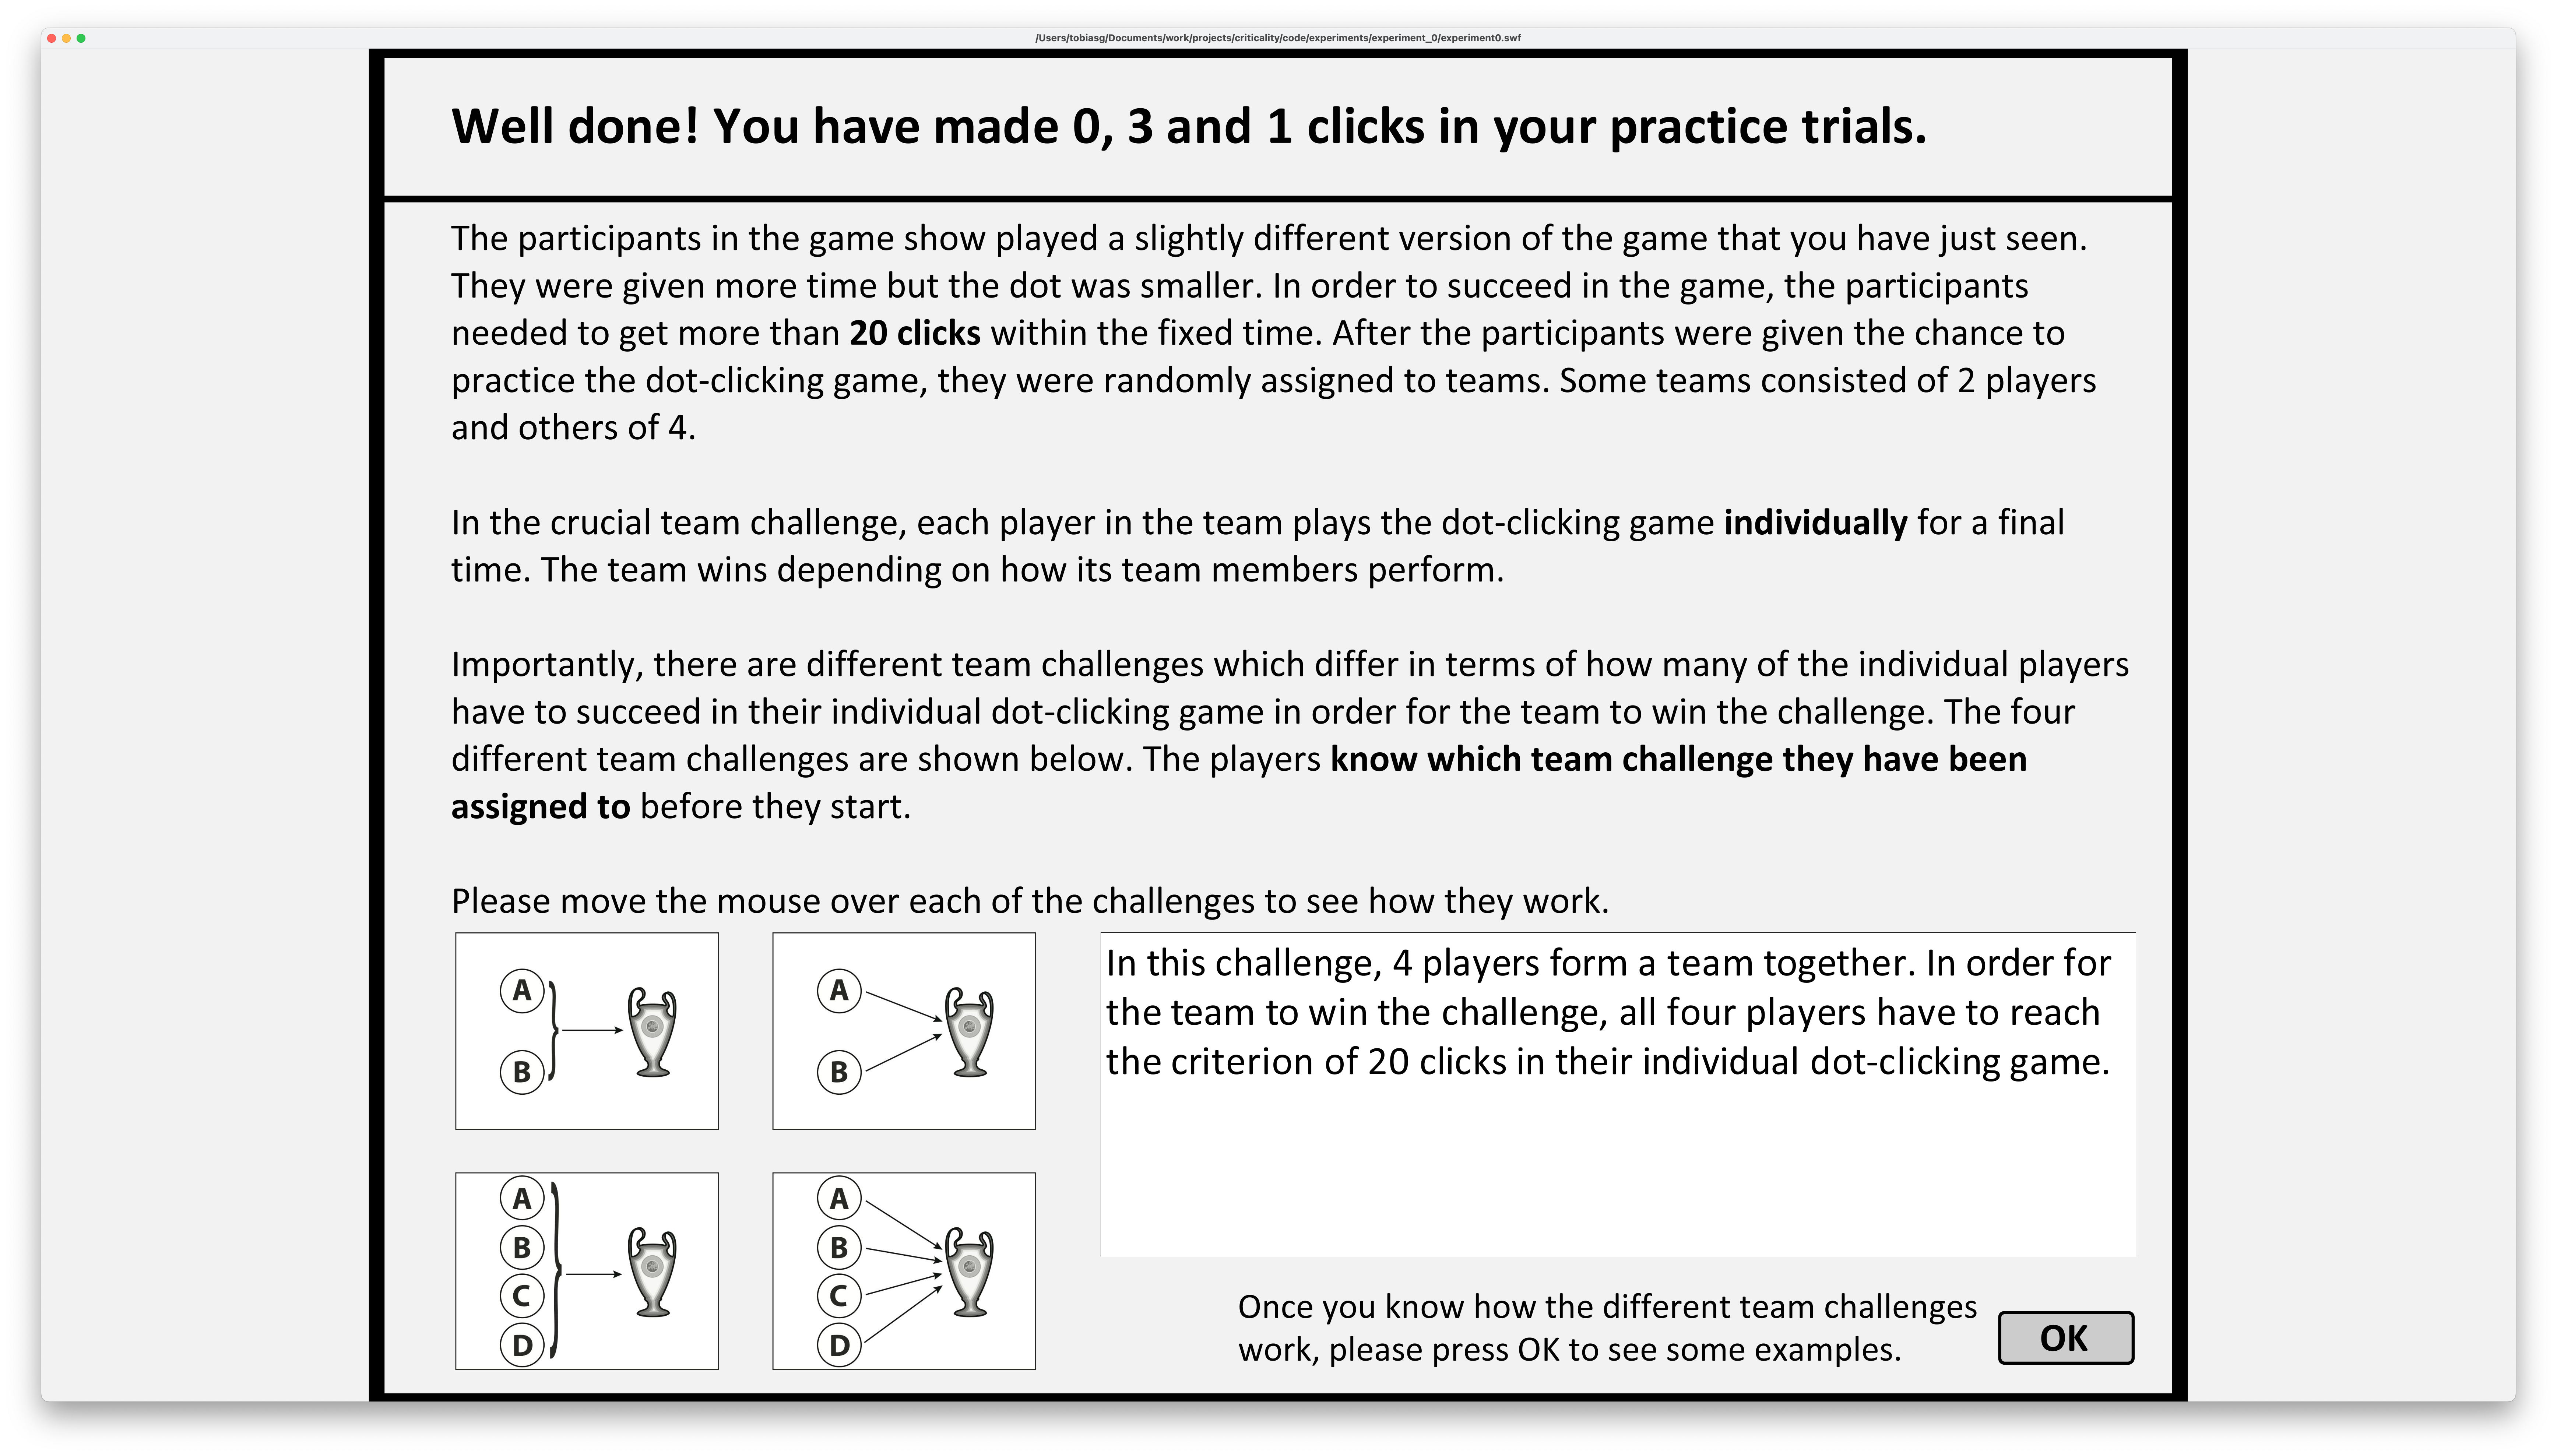 /Users/tobiasg/Documents/work/projects/criticality/code/experiments/experiment_0/experiment0.swf
Well done! You have made 0, 3 and 1 clicks in your practice trials.
The participants in the game show played a slightly different version of the game that you have just seen.
They were given more time but the dot was smaller. In order to succeed in the game, the participants
needed to get more than 20 clicks within the fixed time. After the participants were given the chance to
practice the dot-clicking game, they were randomly assigned to teams. Some teams consisted of 2 players
and others of 4.
In the crucial team challenge, each player in the team plays the dot-clicking game individually for a final
time. The team wins depending on how its team members perform.
Importantly, there are different team challenges which differ in terms of how many of the individual players
have to succeed in their individual dot-clicking game in order for the team to win the challenge. The four
different team challenges are shown below. The players know which team challenge they have been
assigned to before they start.
Please move the mouse over each of the challenges to see how they work.
A
B
A
B
A
B
C
D
A
B
C
D
In this challenge, 4 players form a team together. In order for
the team to win the challenge, all four players have to reach
the criterion of 20 clicks in their individual dot-clicking game.
Once you know how the different team challenges
work, please press OK to see some examples.
OK